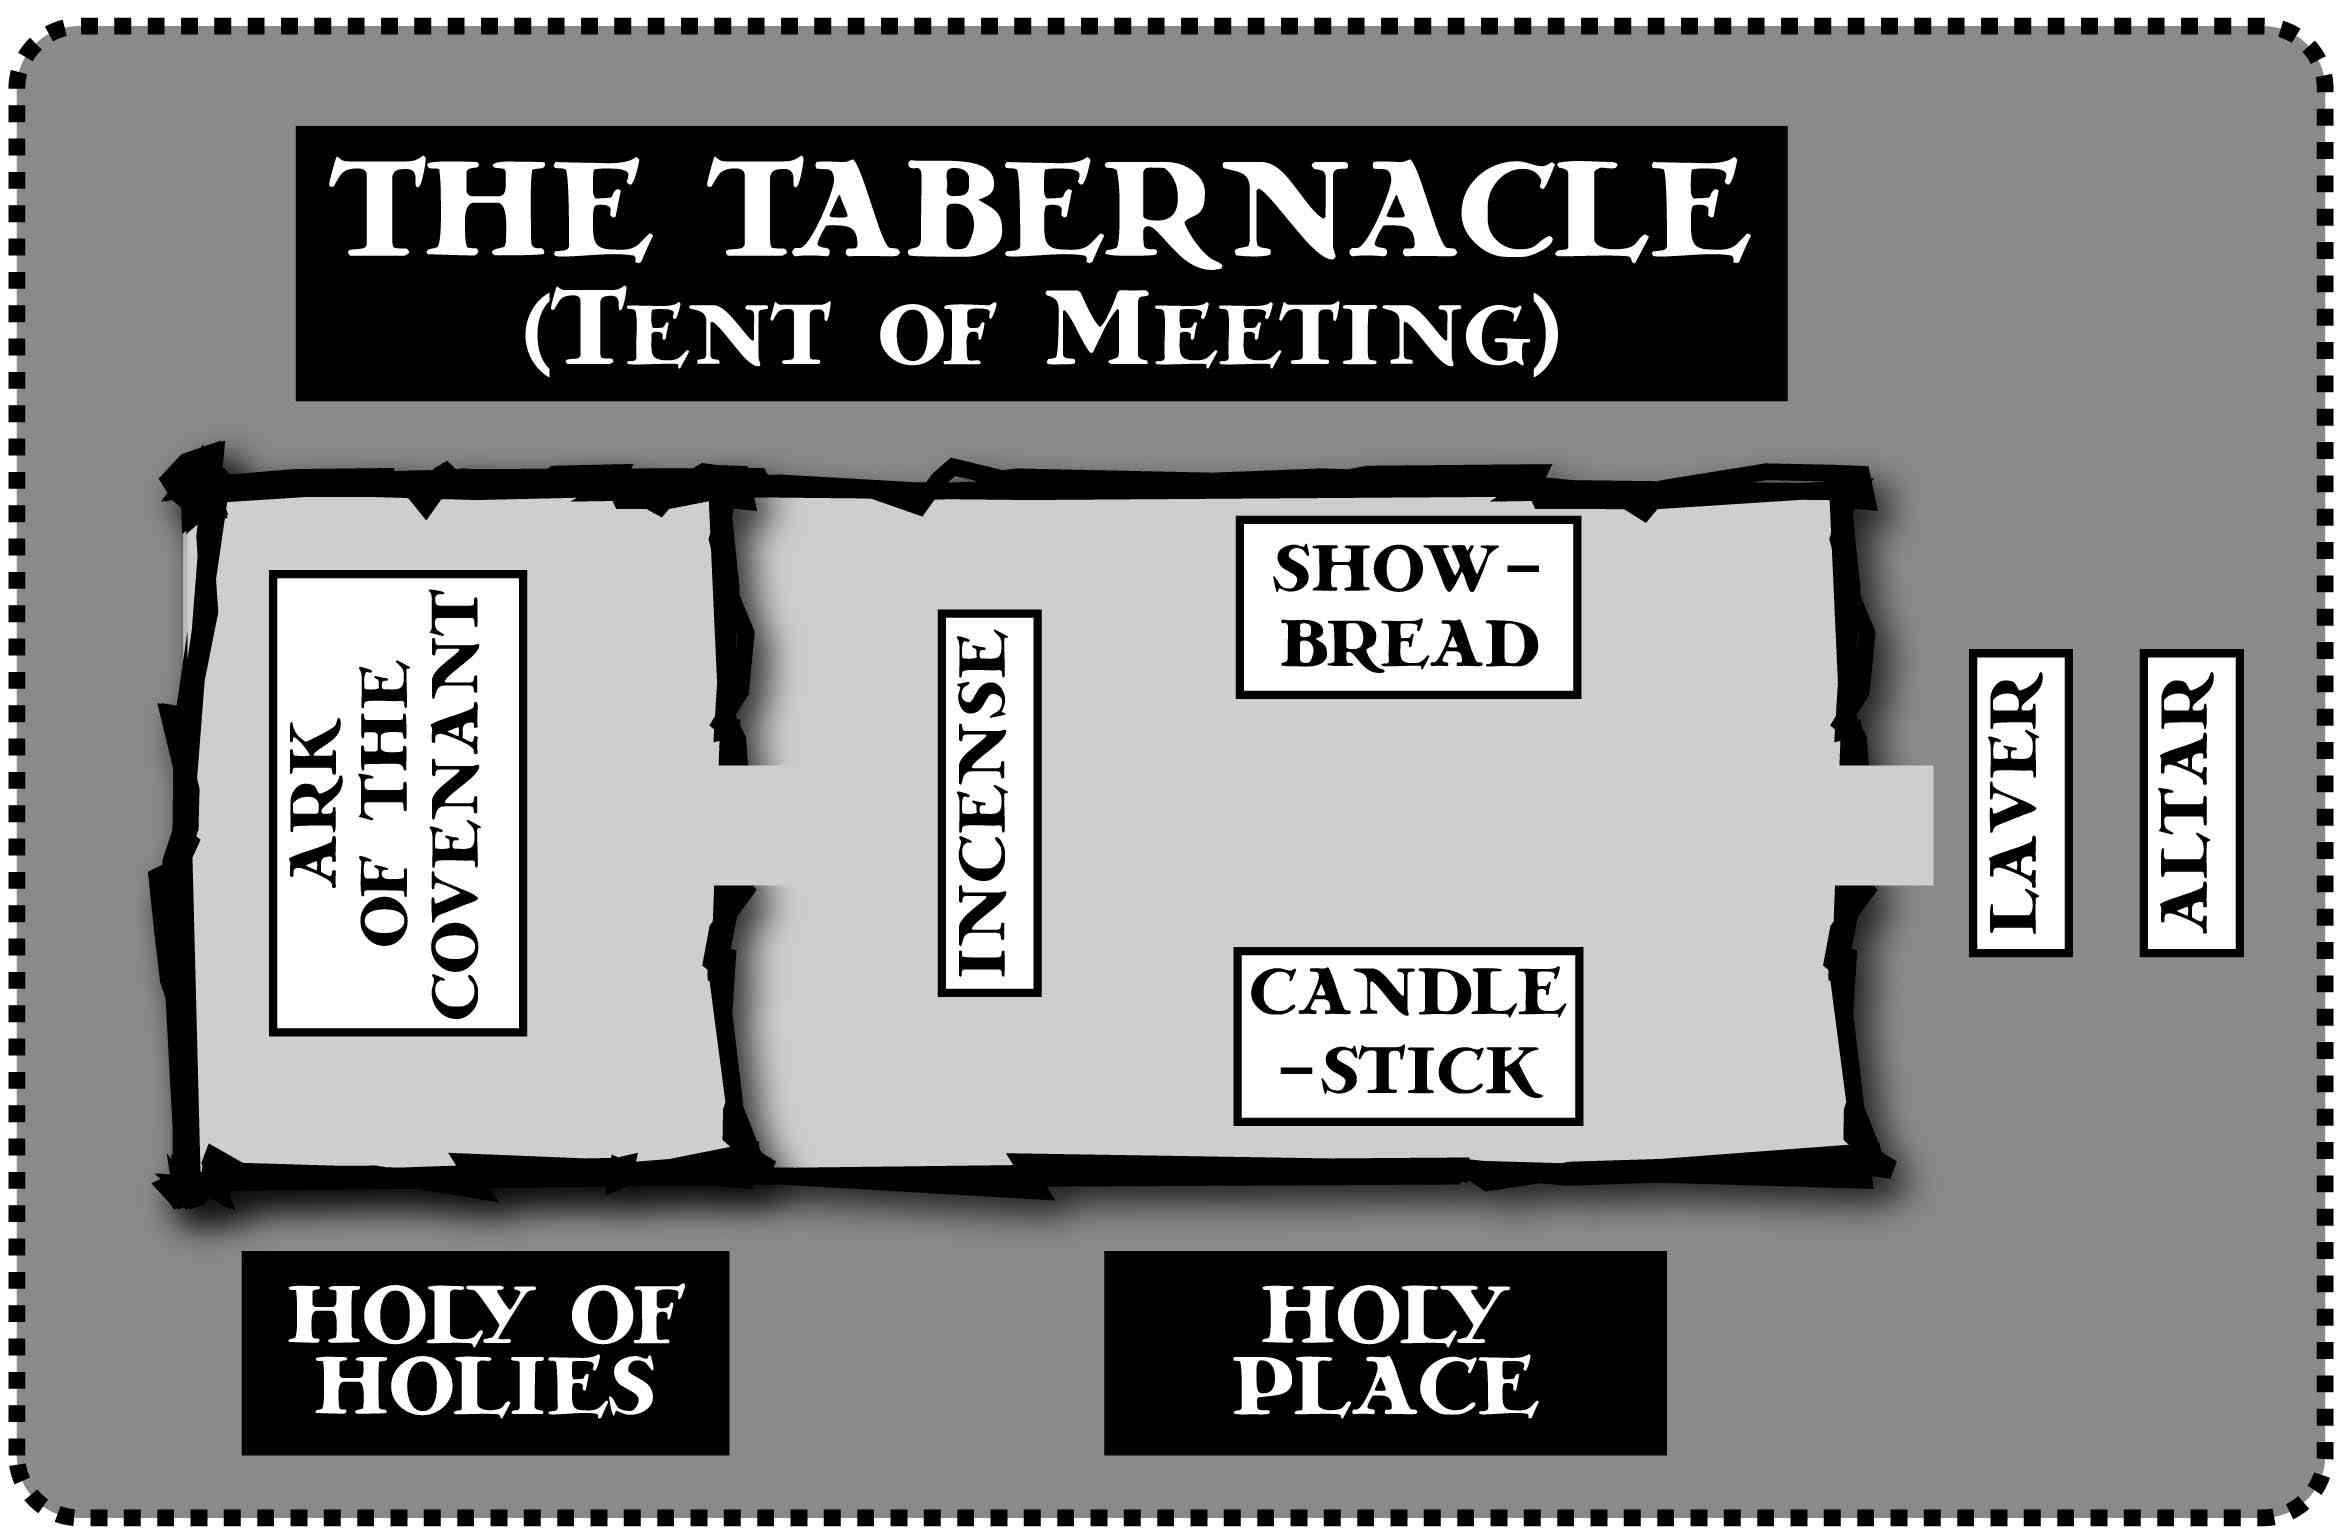 THE TABERNACLE
(TENT OF MEETING)
ARK
OF THE
COVENANT
INCENSE
SHOW-
BREAD
CANDLE
-STICK
LAVER
ALTAR
HOLY OF
HOLIES
HOLY
PLACE